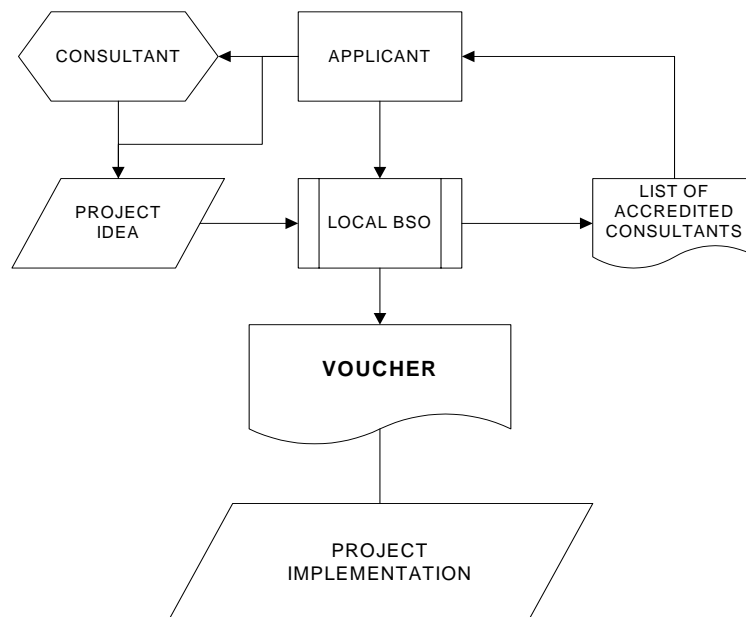 CONSULTANT
APPLICANT
PROJECT
IDEA
LOCAL BSO
LIST OF
ACCREDITED
CONSULTANTS
VOUCHER
PROJECT
IMPLEMENTATION